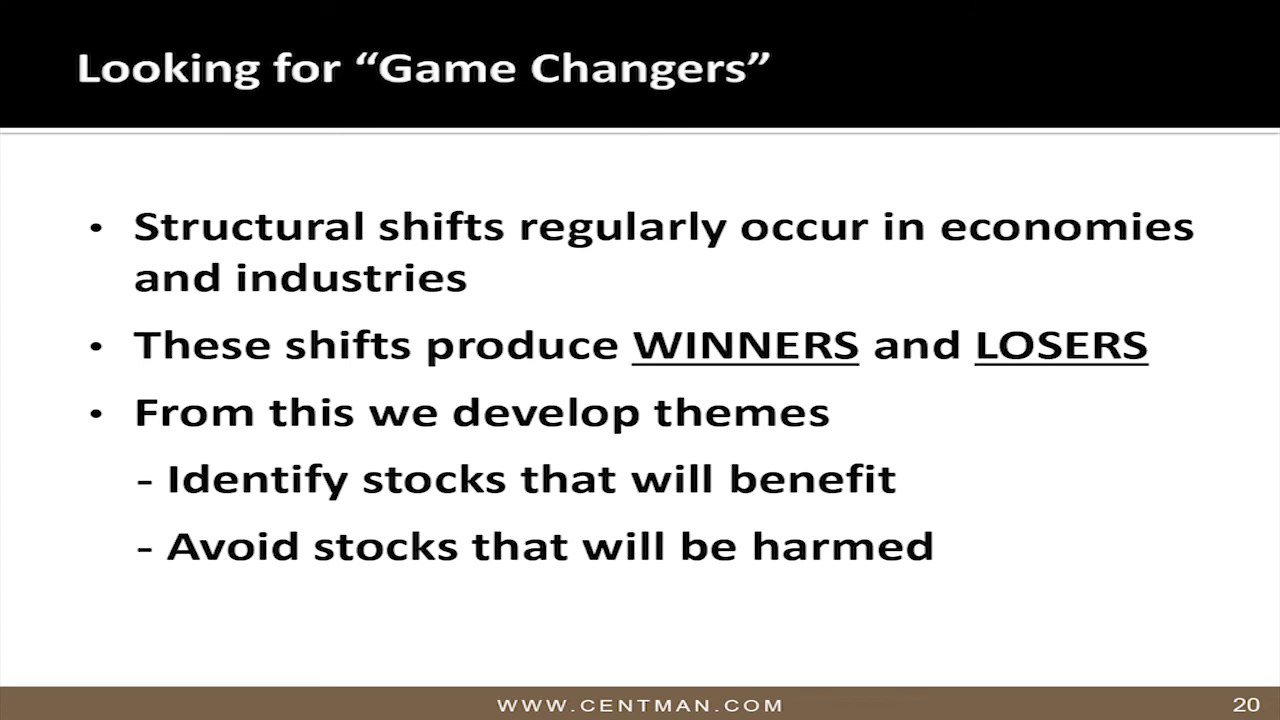 Looking for “Game Changers”
• Structural shifts regularly occur in economies
and industries
• These shifts produce WINNERS and LOSERS
• From this we develop themes
- Identify stocks that will benefit
- Avoid stocks that will be harmed
WWW.CENTMAN.COM
20